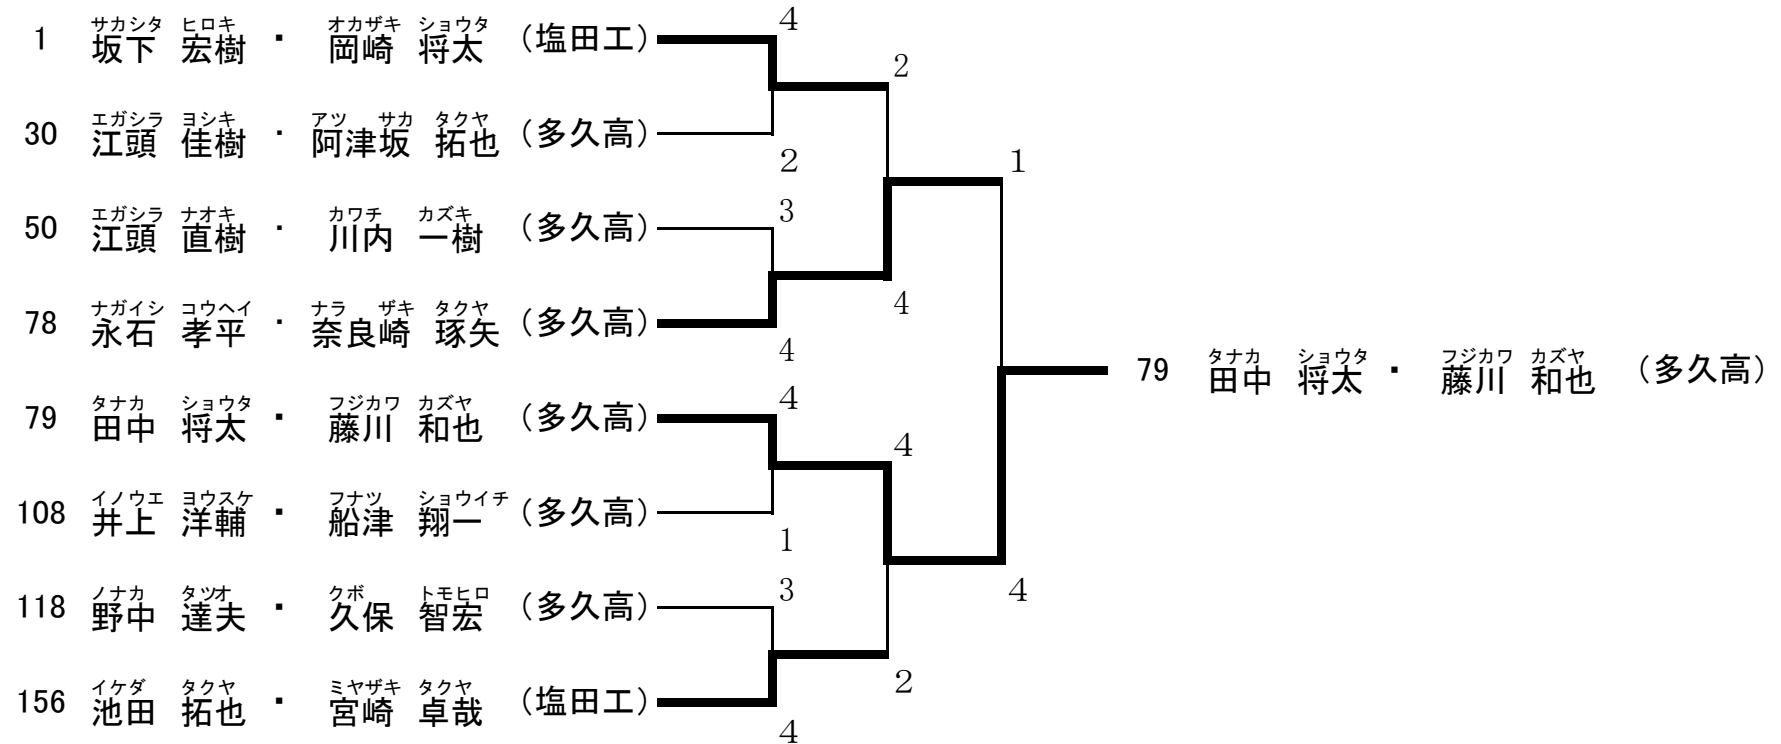 サカシタ ヒロキ オカザキ ショウタ 4
1 坂下 宏樹 ・ 岡崎 将太 (塩田工)
2
エガシラ ヨシキ アツ サカ タクヤ
30 江頭 佳樹 ・ 阿津坂 拓也 (多久高)
2 1
エガシラ ナオキ カワチ カズキ 3
50 江頭 直樹 ・ 川内 一樹 (多久高)
ナガイシ コウヘイ ナラ ザキ タクヤ 4
78 永石 孝平 ・ 奈良崎 琢矢 (多久高)
4
タナカ ショウタ フジカワ カズヤ
79 田中 将太 ・ 藤川 和也 (多久高)
タナカ ショウタ フジカワ カズヤ 4
79 田中 将太 ・ 藤川 和也 (多久高)
4
イノウエ ヨウスケ フナツ ショウイチ
108 井上 洋輔 ・ 船津 翔一 (多久高)
1
ノナカ タツオ クボ トモヒロ 3 4
118 野中 達夫 ・ 久保 智宏 (多久高)
2
イケダ タクヤ ミヤザキ タクヤ
156 池田 拓也 ・ 宮崎 卓哉 (塩田工)
4